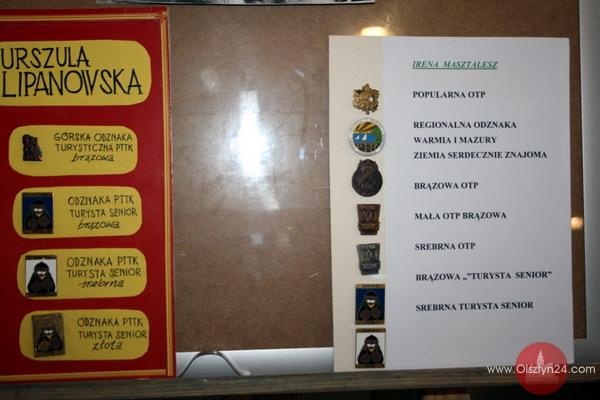 URSZULA
LIPANOWSKA
GÓRSKA ODZNAKA
TURYSTYCZNA PTTK
brązowa
ODZNAKA PTTK
TURYSTA SENIOR
brązowa
ODZNAKA PTTK
TURYSTA SENIOR
srebrna
ODZNAKA PTTK
TURYSTA SENIOR
złota
IRENA MASZTALESZ
POPULARNA OTP
REGIONALNA ODZNAKA
WARMIA I MAZURY
ZIEMIA SERDECZNIE ZNAJOMA
BRĄZOWA OTP
MAŁA OTP BRĄZOWA
SREBRNA OTP
BRĄZOWA „"TURYSTA SENIOR"
SREBRNA TURYSTA SENIOR
www.Olsztyn24.com